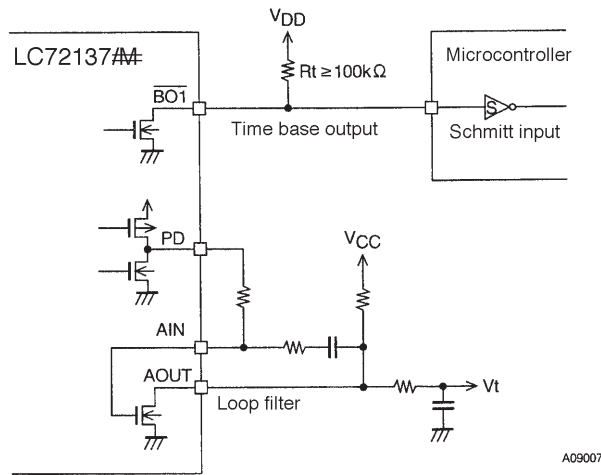 VDD
LC72137/M
Rt ≥ 100kΩ
Microcontroller
BO1
Time base output
S
Schmitt input
PD
VCC
AIN
AOUT
Loop filter
Vt
A09007